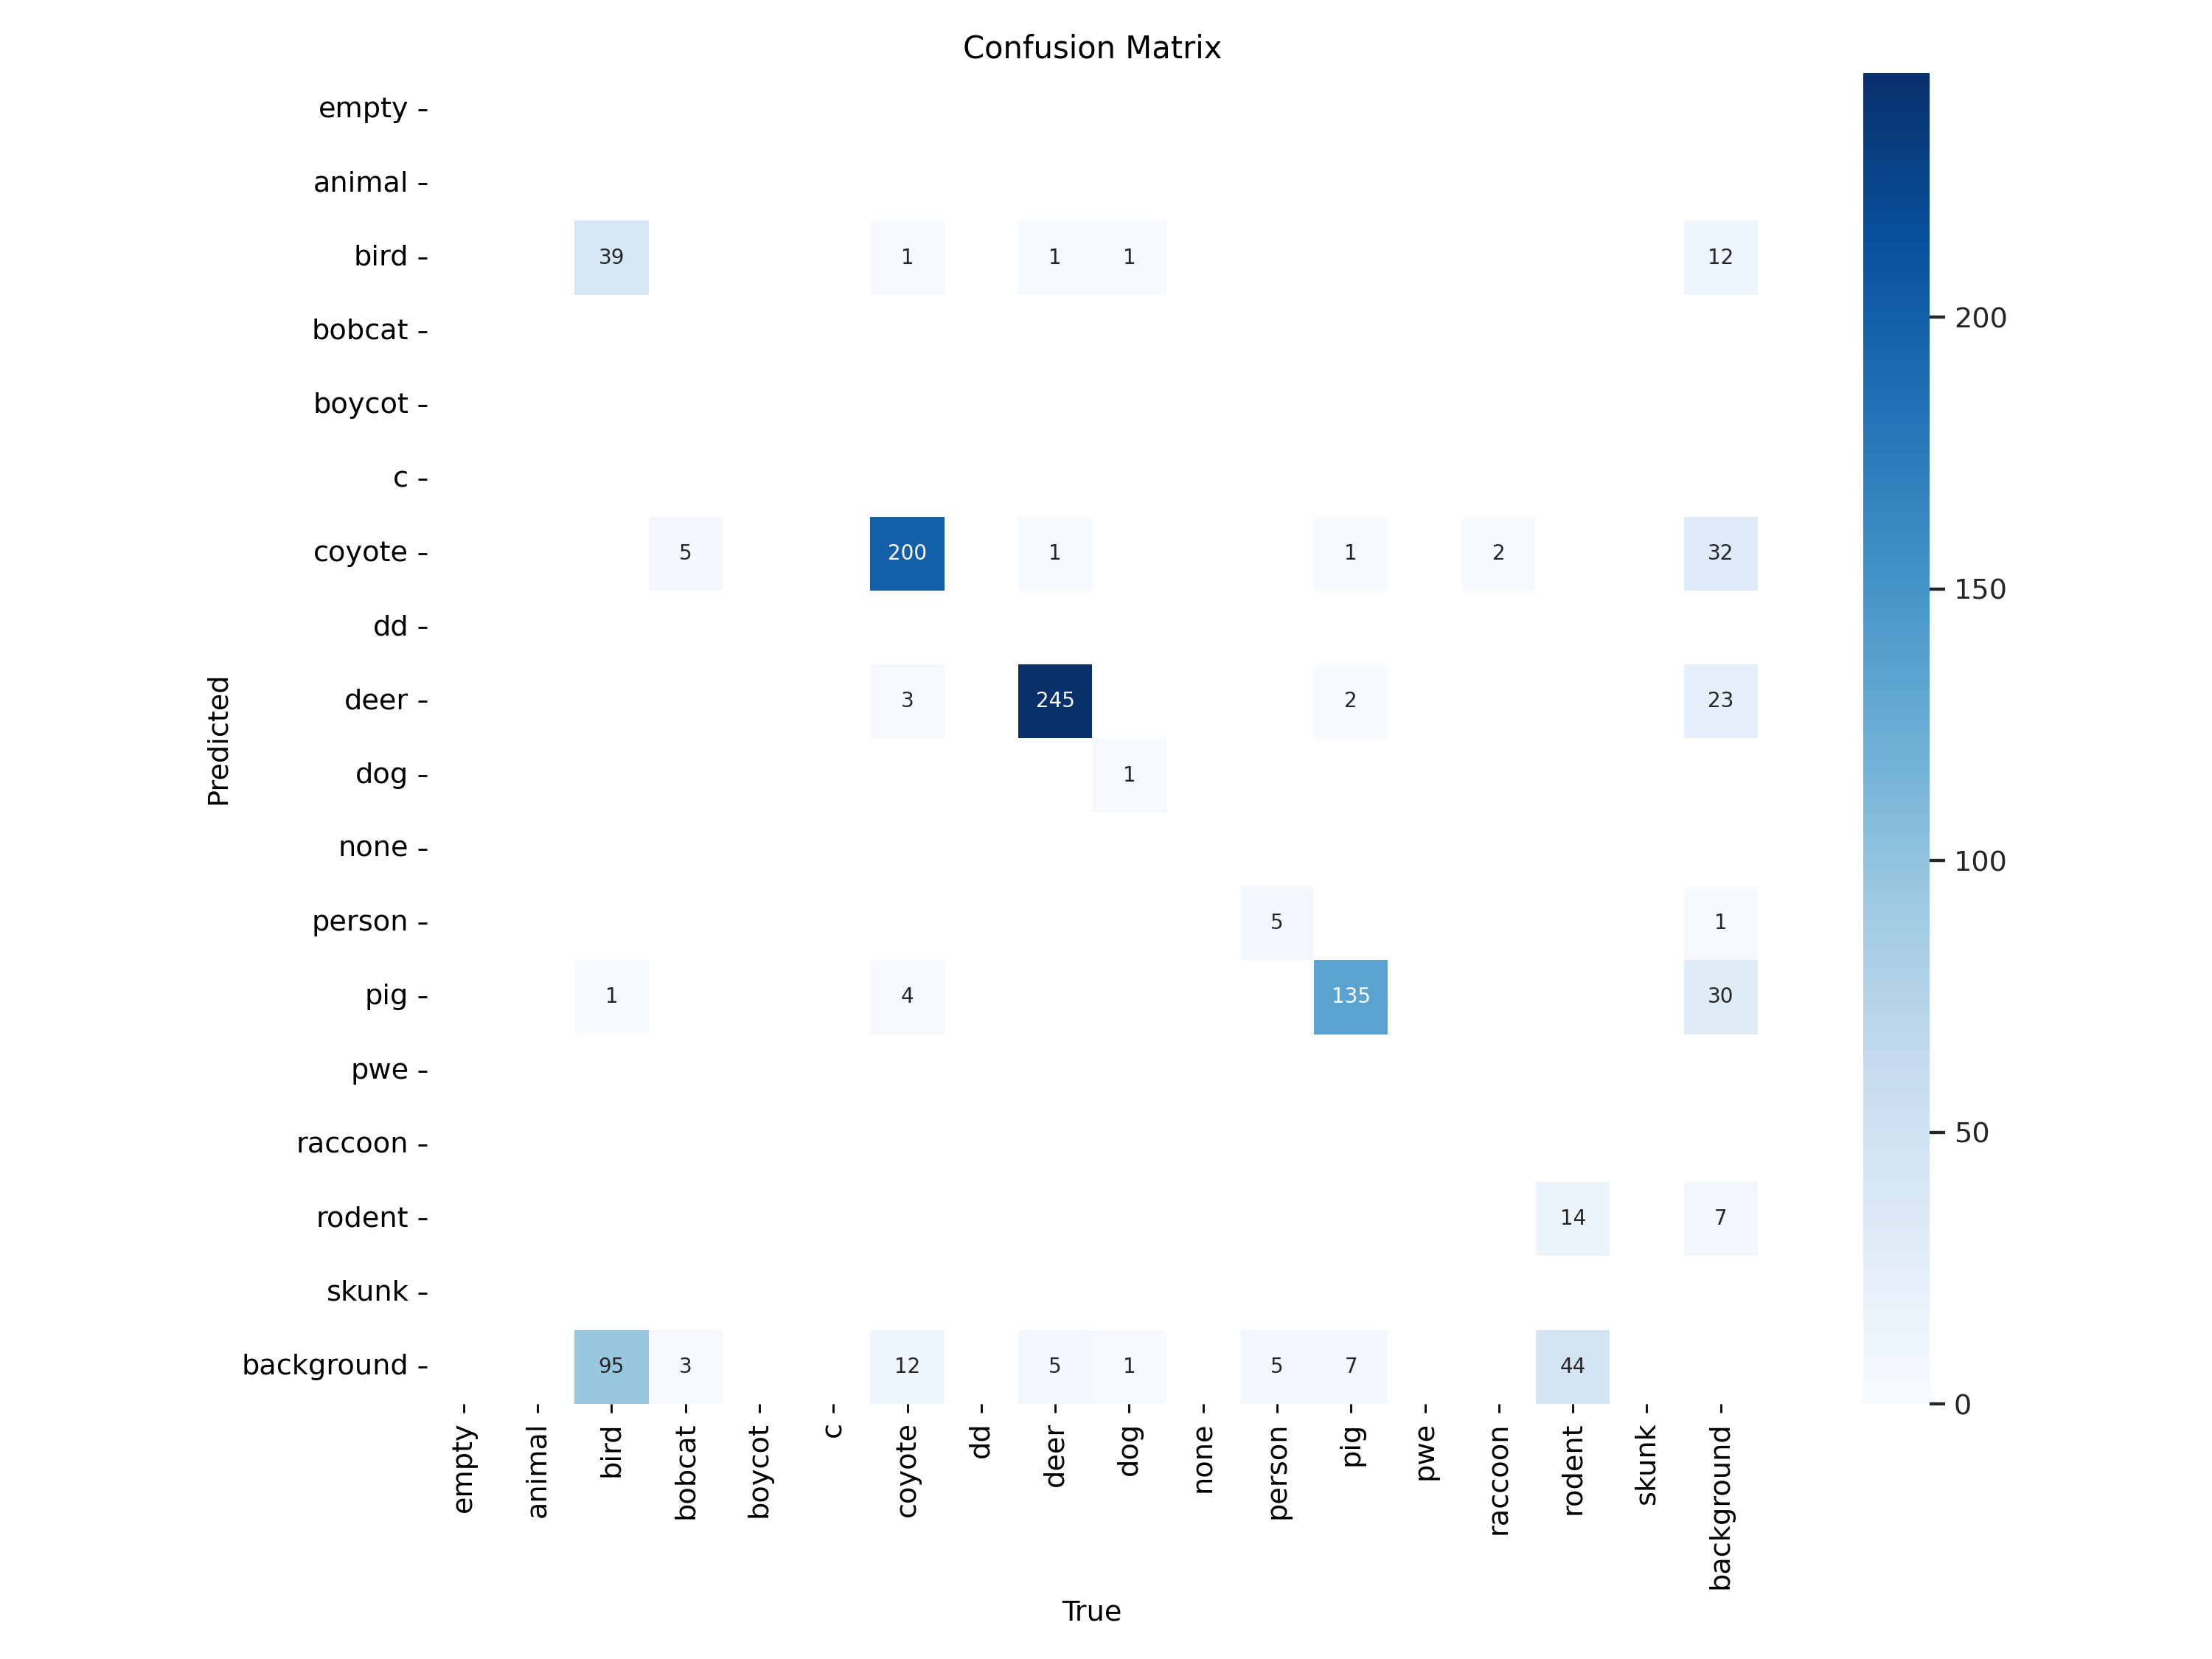 Confusion Matrix
empty
animal
bird 39 1 1 1 12
bobcat
boycot
c
coyote 5 200 1 1 2 32
dd
deer 3 245 2 23
dog 1
none
person 5 1
pig 1 4 135 30
pwe
raccoon
rodent 14 7
skunk
background 95 3 12 5 1 5 7 44
Predicted
empty animal bird bobcat boycot c coyote dd deer dog none person pig pwe raccoon rodent skunk background
True
200
150
100
50
0